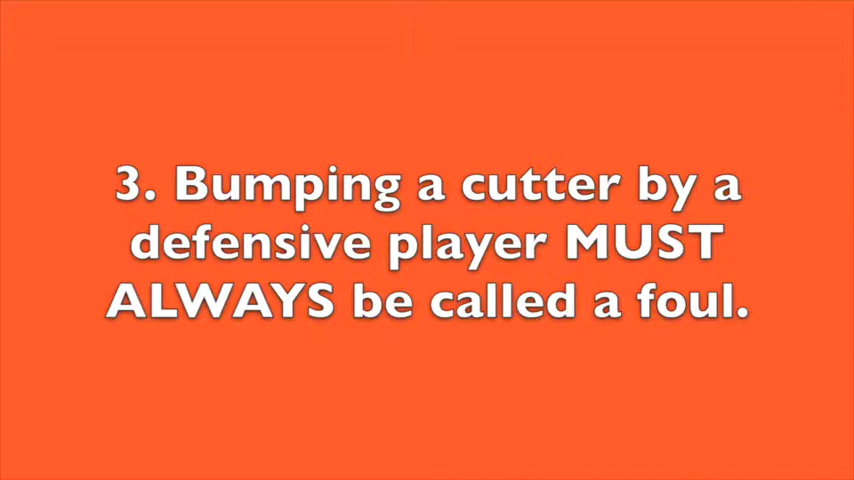 3. Bumping a cutter by a
defensive player MUST
ALWAYS be called a foul.